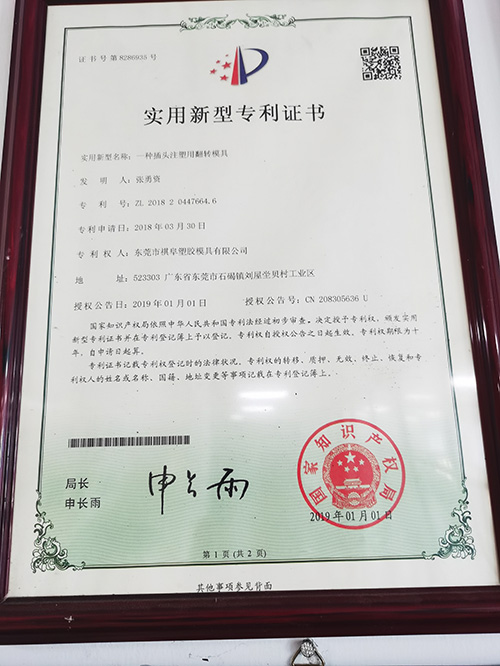 证书号第8286935号
实用新型专利证书
实用新型名称：一种插头注塑用翻转模具
发明人：张勇资
专利号：ZL 2018 2 0447664.6
专利申请日：2018年03月30日
专利权人：东莞市祺阜塑胶模具有限公司
地址：523303 广东省东莞市石碣镇刘屋坐贝村工业区
授权公告日：2019年01月01日 授权公告号：CN 208305636 U
国家知识产权局依照中华人民共和国专利法经过初步审查，决定授予专利权，颁发实用
新型专利证书并在专利登记簿上予以登记。专利权自授权公告之日起生效。专利权期限为十
年，自申请日起算。
专利证书记载专利权登记时的法律状况。专利权的转移、质押、无效、终止、恢复和专
利权人的姓名或名称、国籍、地址变更等事项记载在专利登记簿上。
局长
申长雨
申长雨
国家知识产权局
2019年01月01日
第1页（共2页）
其他事项参见背面